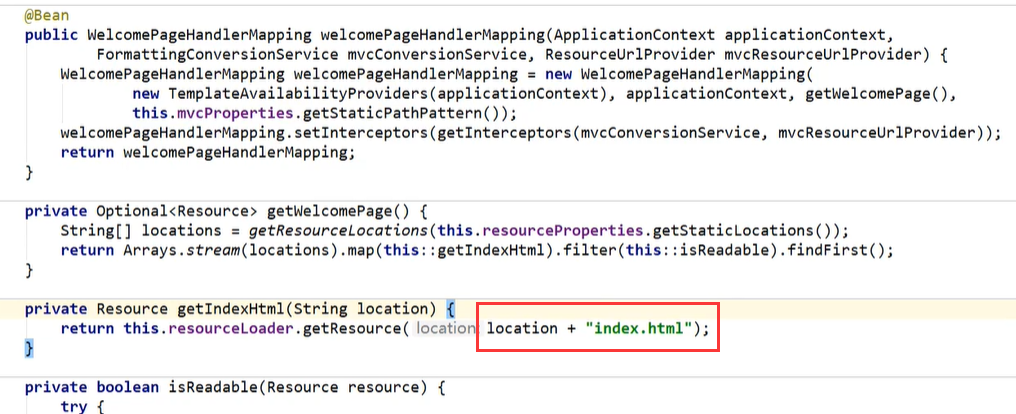 @Bean
public WelcomePageHandlerMapping welcomePageHandlerMapping(ApplicationContext applicationContext,
FormattingConversionService mvcConversionService, ResourceUrlProvider mvcResourceUrlProvider) {
WelcomePageHandlerMapping welcomePageHandlerMapping = new WelcomePageHandlerMapping(
new TemplateAvailabilityProviders(applicationContext), applicationContext, getWelcomePage(),
this.mvcProperties.getStaticPathPattern());
welcomePageHandlerMapping.setInterceptors(getInterceptors(mvcConversionService, mvcResourceUrlProvider));
return welcomePageHandlerMapping;
}
private Optional<Resource> getWelcomePage() {
String[] locations = getResourceLocations(this.resourceProperties.getStaticLocations());
return Arrays.stream(locations).map(this::getIndexHtml).filter(this::isReadable).findFirst();
}
private Resource getIndexHtml(String location) {
return this.resourceLoader.getResource( location location + "index.html");
}
private boolean isReadable(Resource resource) {
try {